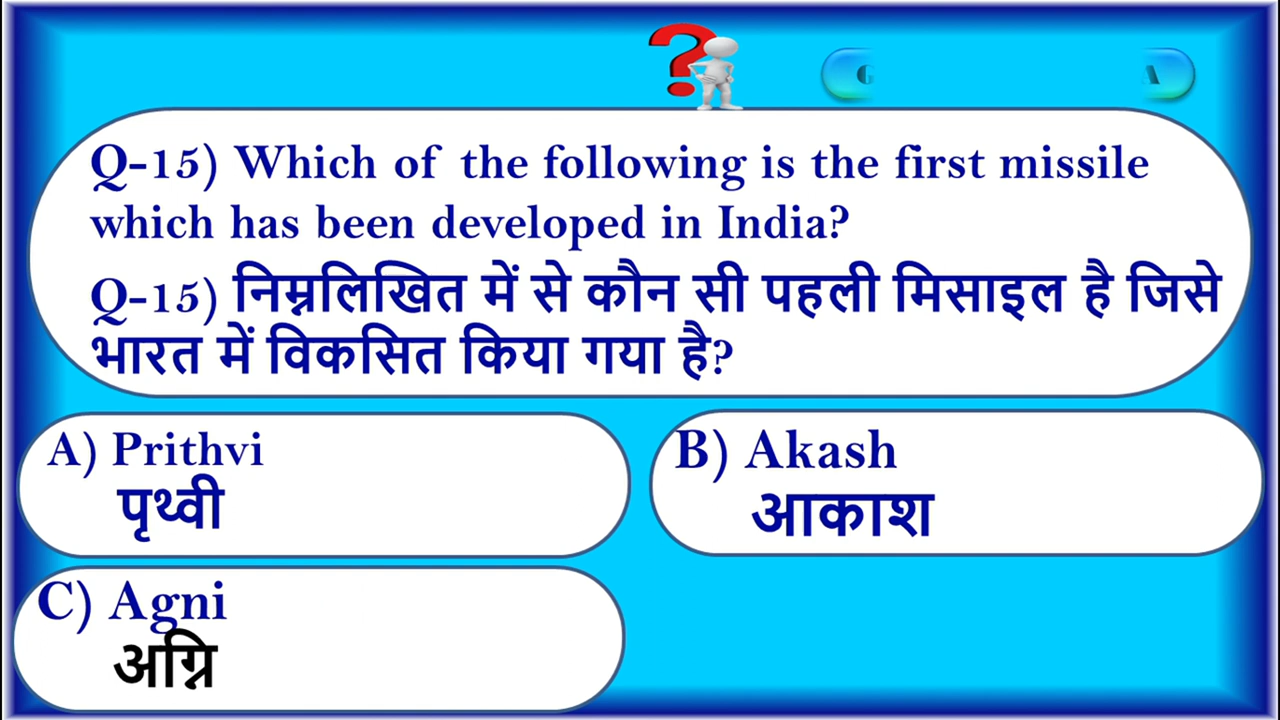 G A
Q-15) Which of the following is the first missile
which has been developed in India?
Q-15) निम्नलिखित में से कौन सी पहली मिसाइल है जिसे
भारत में विकसित किया गया है?
A) Prithvi
पृथ्वी
B) Akash
आकाश
C) Agni
अग्नि